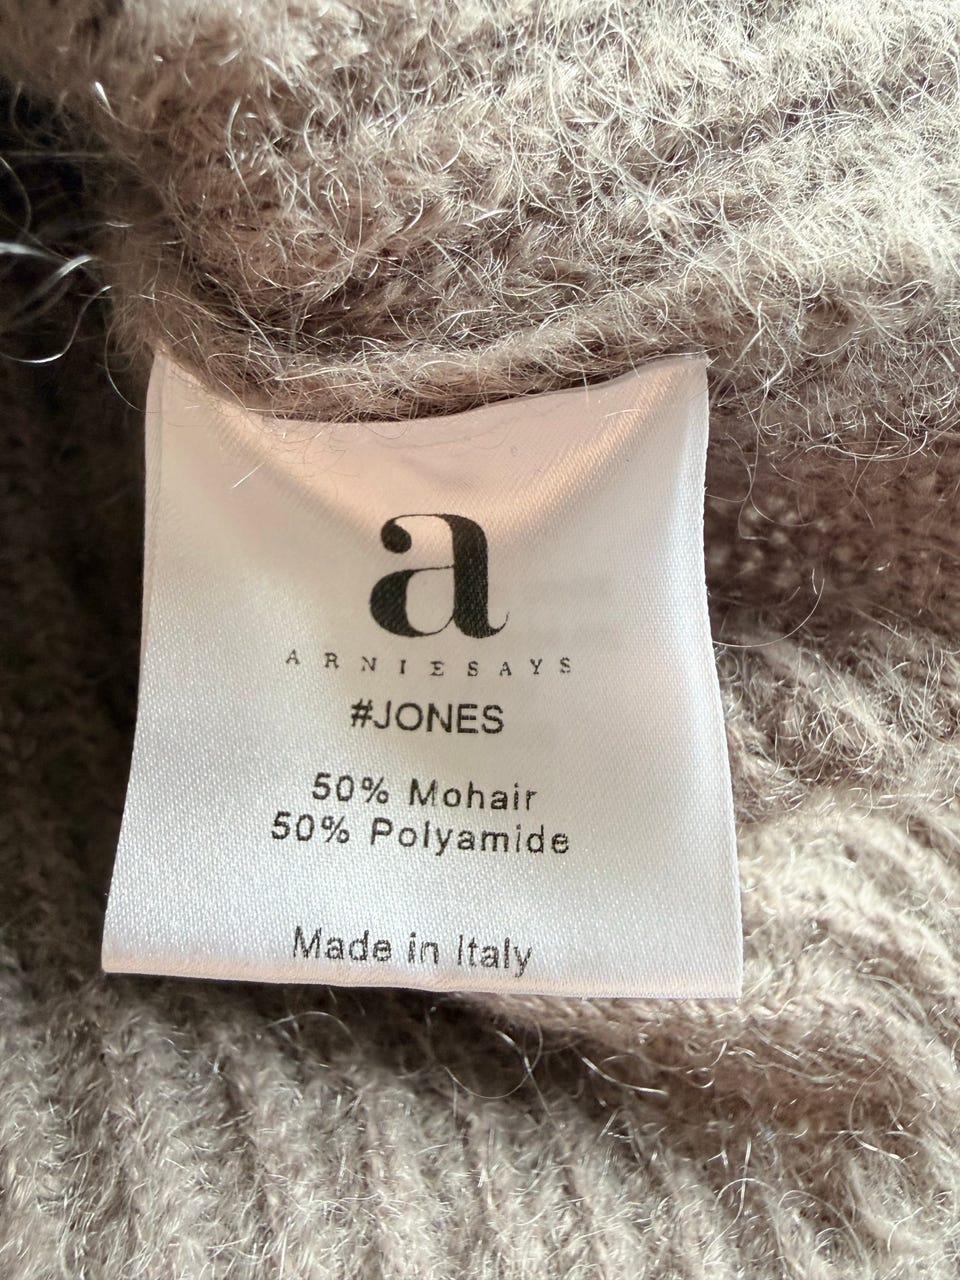 a
ARNIESAYS
#JONES
50% Mohair
50% Polyamide
Made in Italy